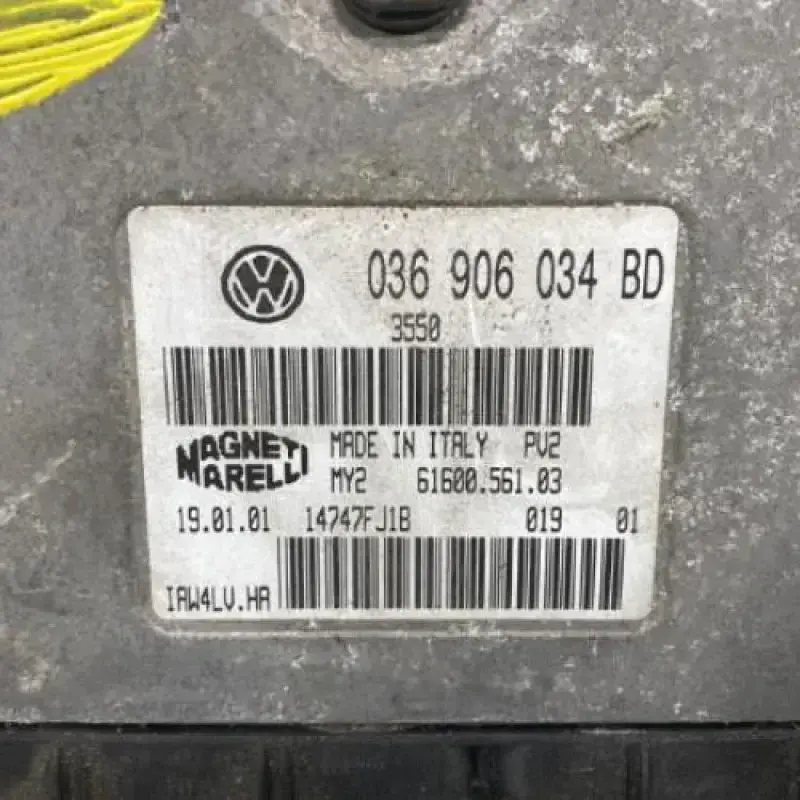 036 906 034 BD
3550
MAGNETI MARELLI
MADE IN ITALY PV2
MY2 61600.561.03
19.01.01 14747FJ1B 019 01
IAW4LV.HA